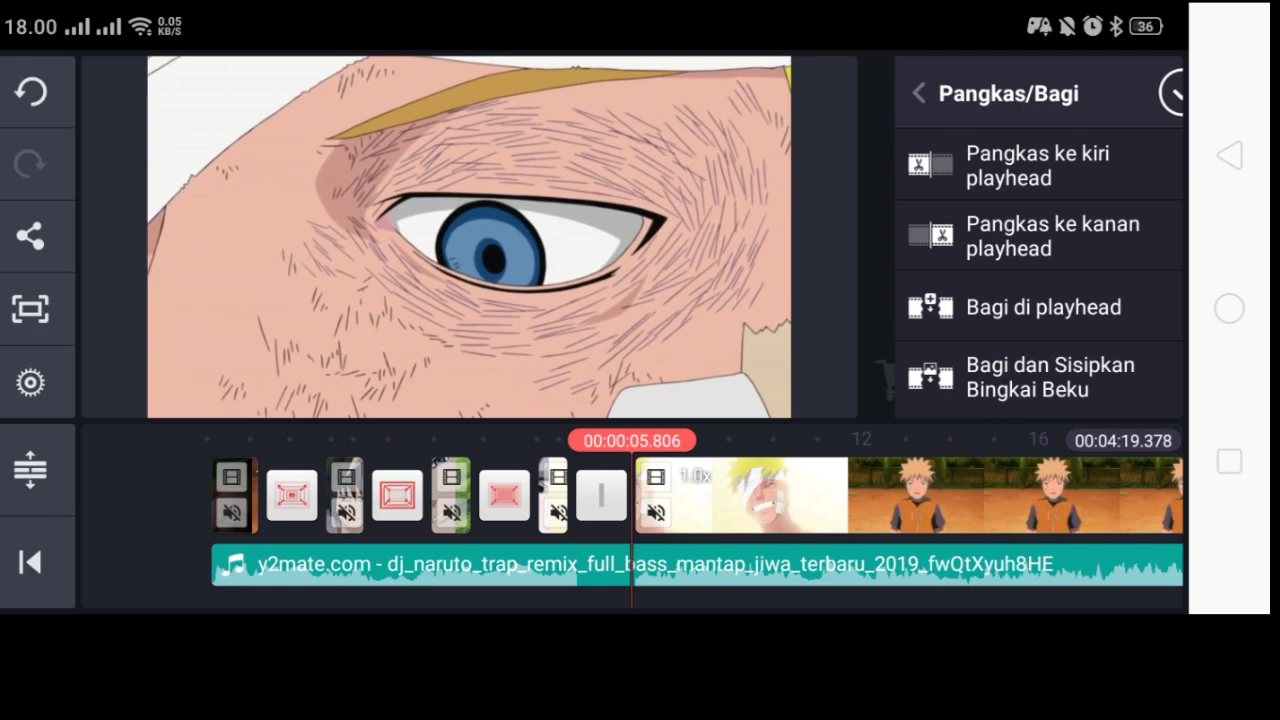 18.00 0.05
KB/S
36
Pangkas/Bagi
Pangkas ke kiri
playhead
Pangkas ke kanan
playhead
Bagi di playhead
Bagi dan Sisipkan
Bingkai Beku
00:00:05.806
12
16
00:04:19.378
1.0x
y2mate.com - dj_naruto_trap_remix_full_bass_mantap_jiwa_terbaru_2019_fwQtXyuh8HE